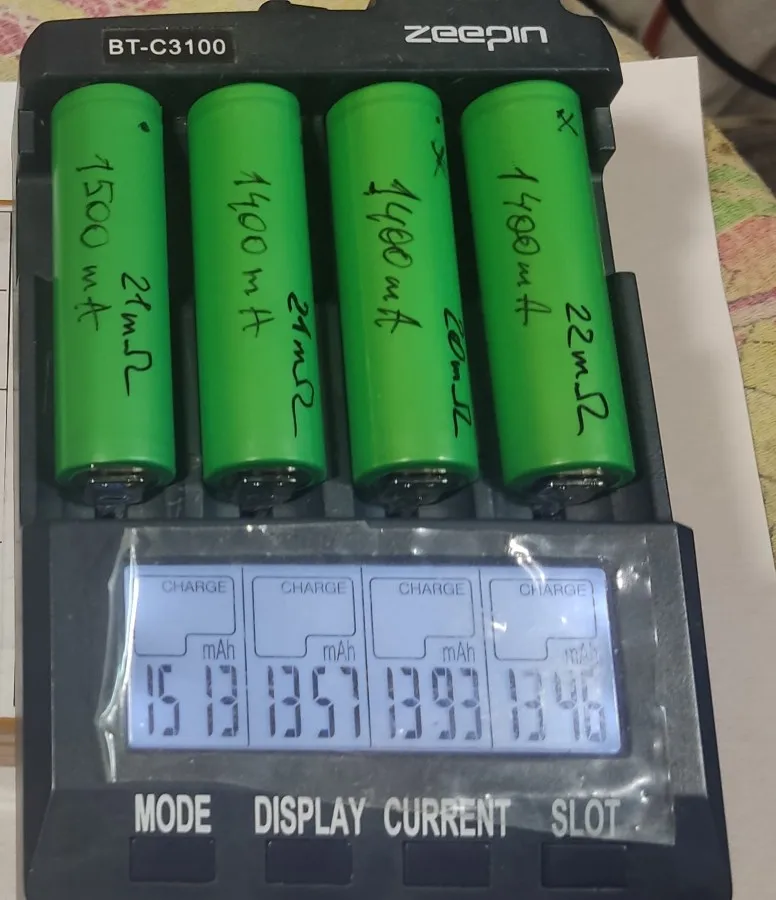 BT-C3100
zeepin
1500 mA
21mΩ
1400 mA
21mΩ
1400 mA
20mΩ
x
1400 mA
22mΩ
CHARGE CHARGE CHARGE CHARGE
mAh mAh mAh mAh
1513 1357 1393 1346
MODE DISPLAY CURRENT SLOT